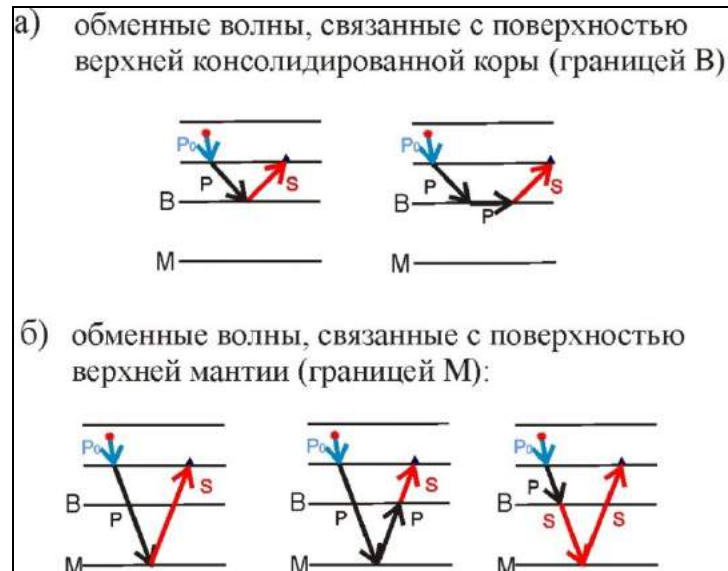 а) обменные волны, связанные с поверхностью
верхней консолидированной коры (границей В)
P₀ P₀
P S P S
B B P
M M
б) обменные волны, связанные с поверхностью
верхней мантии (границей М):
P₀ P₀ P₀
S S P
B P B P P B S S
M M M